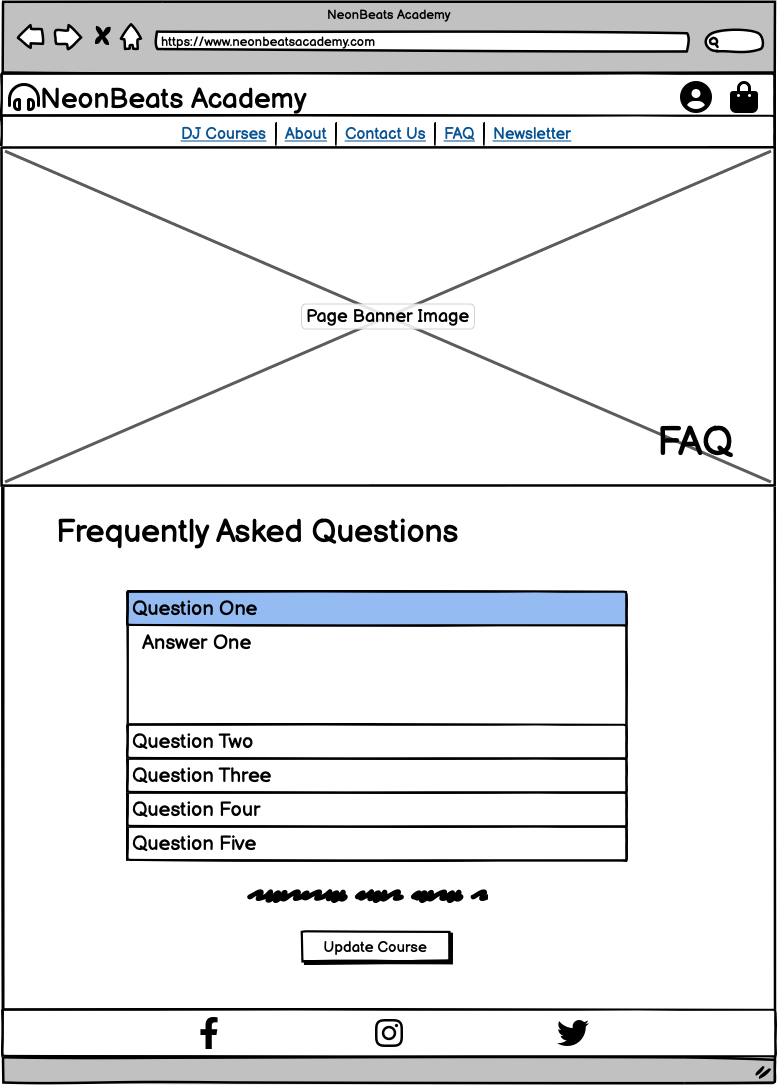 NeonBeats Academy
https://www.neonbeatsacademy.com
NeonBeats Academy
DJ Courses About Contact Us FAQ Newsletter
Page Banner Image
FAQ
Frequently Asked Questions
Question One
Answer One
Question Two
Question Three
Question Four
Question Five
Update Course